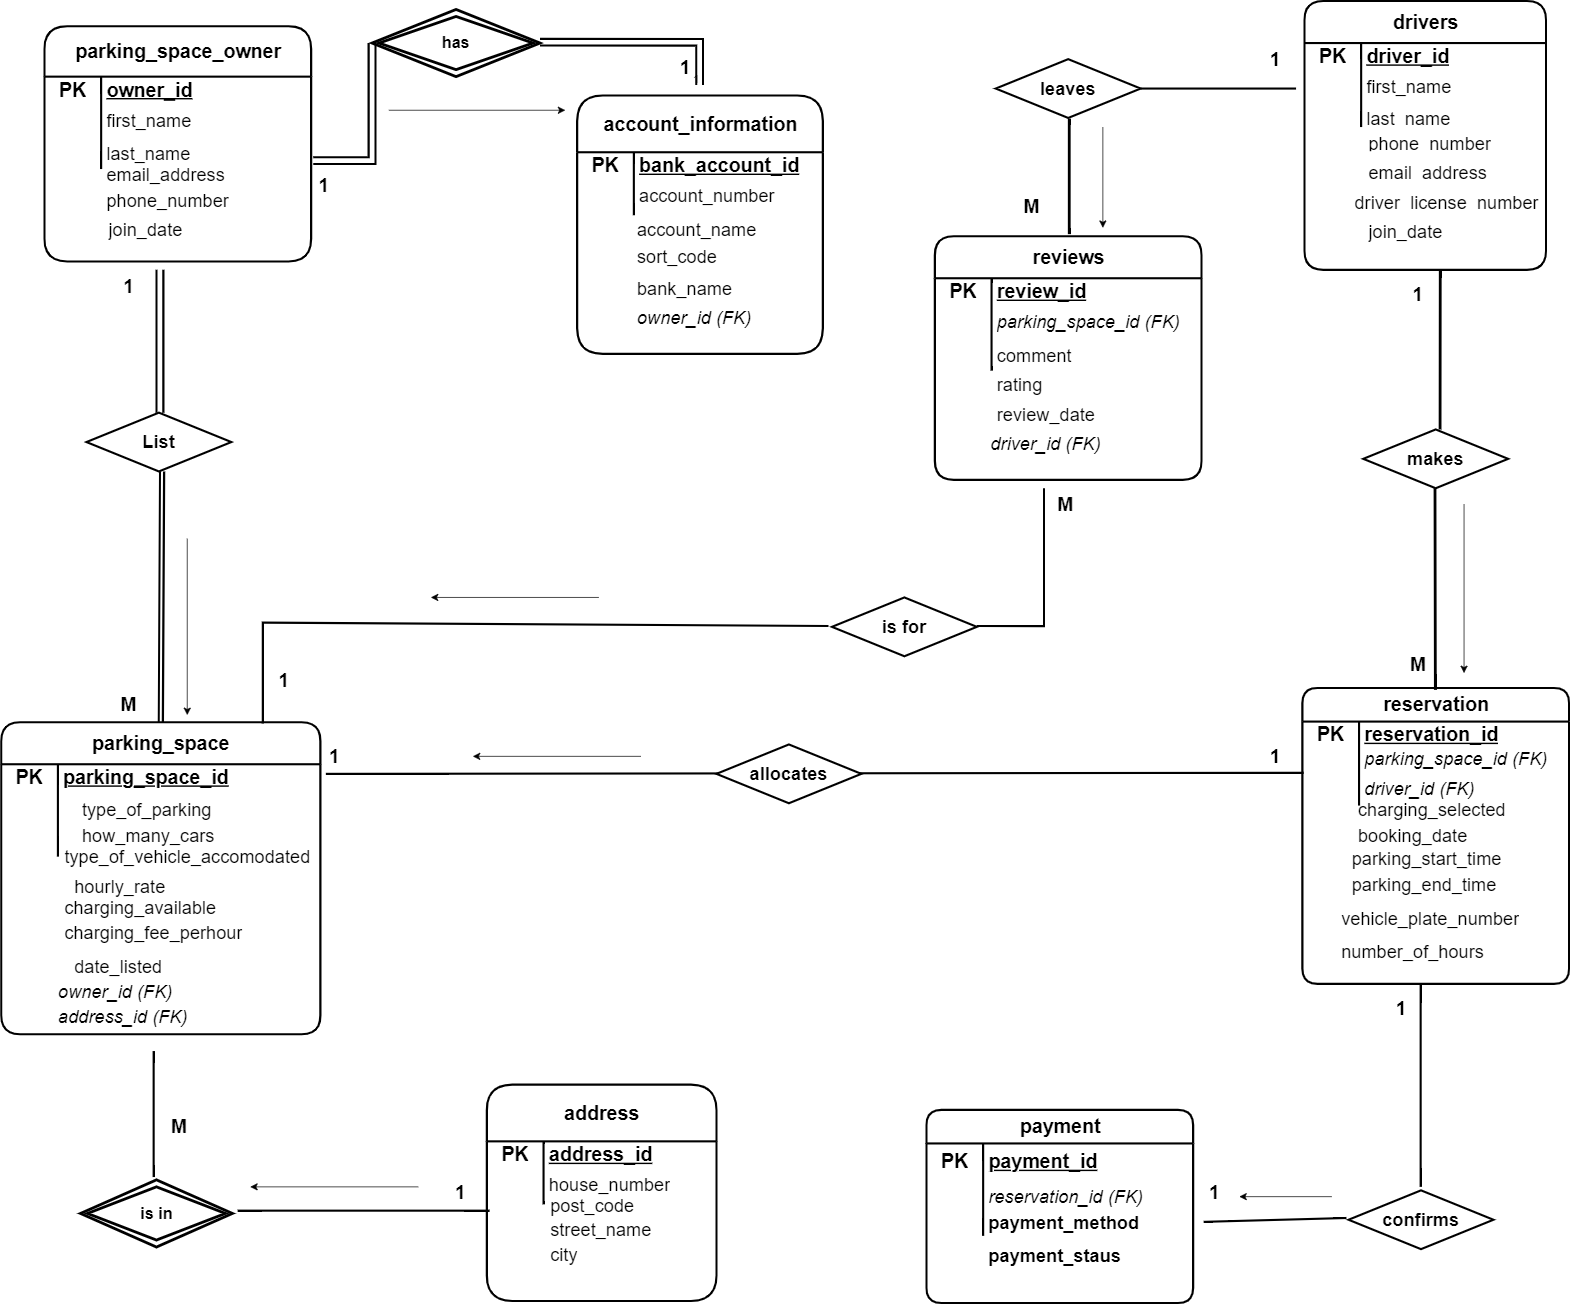 parking_space_owner
PK owner_id
first_name
last_name
email_address
phone_number
join_date
1
1
has
1
account_information
PK bank_account_id
account_number
account_name
sort_code
bank_name
owner_id (FK)
leaves
1
M
drivers
PK driver_id
first_name
last name
phone number
email address
driver license number
join_date
1
reviews
PK review_id
parking_space_id (FK)
comment
rating
review_date
driver_id (FK)
M
List
makes
M
is for
1
M
parking_space
PK parking_space_id
type_of_parking
how_many_cars
type_of_vehicle_accomodated
hourly_rate
charging_available
charging_fee_perhour
date_listed
owner_id (FK)
address_id (FK)
1
allocates
1
reservation
PK reservation_id
parking_space_id (FK)
driver_id (FK)
charging_selected
booking_date
parking_start_time
parking_end_time
vehicle_plate_number
number_of_hours
1
M
is in
1
address
PK address_id
house_number
post_code
street_name
city
payment
PK payment_id
reservation_id (FK)
payment_method
payment_staus
1
confirms